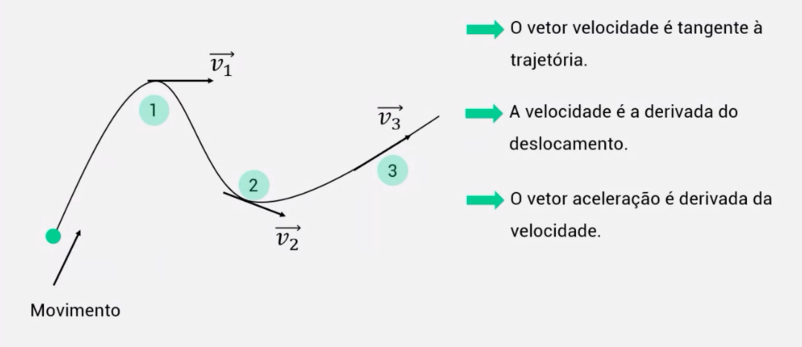 v₁
1
v₃
3
2
v₂
Movimento
O vetor velocidade é tangente à
trajetória.
A velocidade é a derivada do
deslocamento.
O vetor aceleração é derivada da
velocidade.